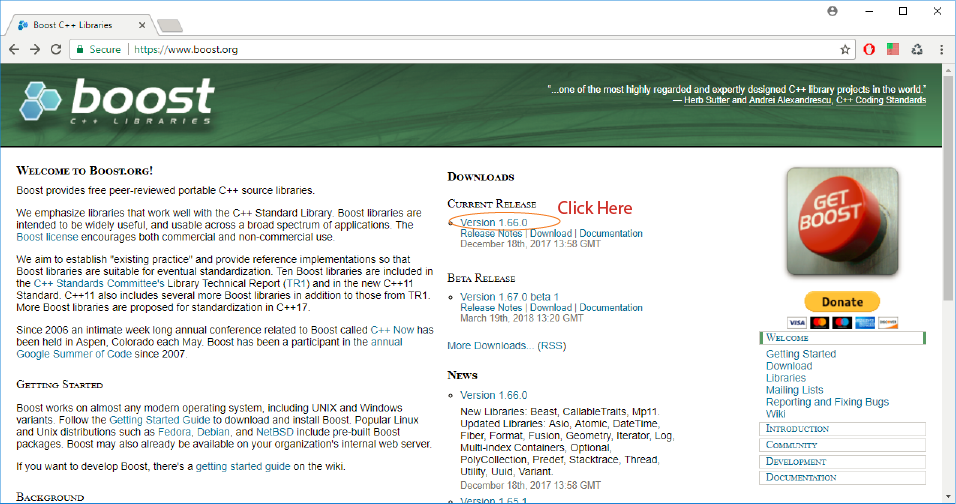 Boost C++ Libraries
Secure | https://www.boost.org
boost
C++ LIBRARIES
"...one of the most highly regarded and expertly designed C++ library projects in the world."
— Herb Sutter and Andrei Alexandrescu, C++ Coding Standards
Welcome to Boost.org!
Boost provides free peer-reviewed portable C++ source libraries.
We emphasize libraries that work well with the C++ Standard Library. Boost libraries are
intended to be widely useful, and usable across a broad spectrum of applications. The
Boost license encourages both commercial and non-commercial use.
We aim to establish "existing practice" and provide reference implementations so that
Boost libraries are suitable for eventual standardization. Ten Boost libraries are included in
the C++ Standards Committee's Library Technical Report (TR1) and in the new C++11
Standard. C++11 also includes several more Boost libraries in addition to those from TR1.
More Boost libraries are proposed for standardization in C++17.
Since 2006 an intimate week long annual conference related to Boost called C++ Now has
been held in Aspen, Colorado each May. Boost has been a participant in the annual
Google Summer of Code since 2007.
Getting Started
Boost works on almost any modern operating system, including UNIX and Windows
variants. Follow the Getting Started Guide to download and install Boost. Popular Linux
and Unix distributions such as Fedora, Debian, and NetBSD include pre-built Boost
packages. Boost may also already be available on your organization's internal web server.
If you want to develop Boost, there's a getting started guide on the wiki.
Background
Downloads
Current Release
Click Here
Version 1.66.0
Release Notes | Download | Documentation
December 18th, 2017 13:58 GMT
Beta Release
Version 1.67.0 beta 1
Release Notes | Download | Documentation
March 19th, 2018 13:20 GMT
More Downloads... (RSS)
News
Version 1.66.0
New Libraries: Beast, CallableTraits, Mp11.
Updated Libraries: Asio, Atomic, DateTime,
Fiber, Format, Fusion, Geometry, Iterator, Log,
Multi-index Containers, Optional,
PolyCollection, Predef, Stacktrace, Thread,
Utility, Uuid, Variant.
December 18th, 2017 13:58 GMT
Version 1.65.1
GET
BOOST
Donate
VISA
Welcome
Getting Started
Download
Libraries
Mailing Lists
Reporting and Fixing Bugs
Wiki
Introduction
Community
Development
Documentation